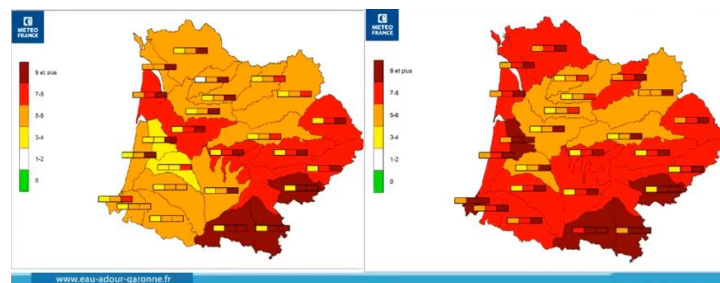 METEO
FRANCE
9 et plus
7-8
5-6
3-4
1-2
0
METEO
FRANCE
9 et plus
7-8
5-6
3-4
1-2
0
www.eau-adour-garonne.fr